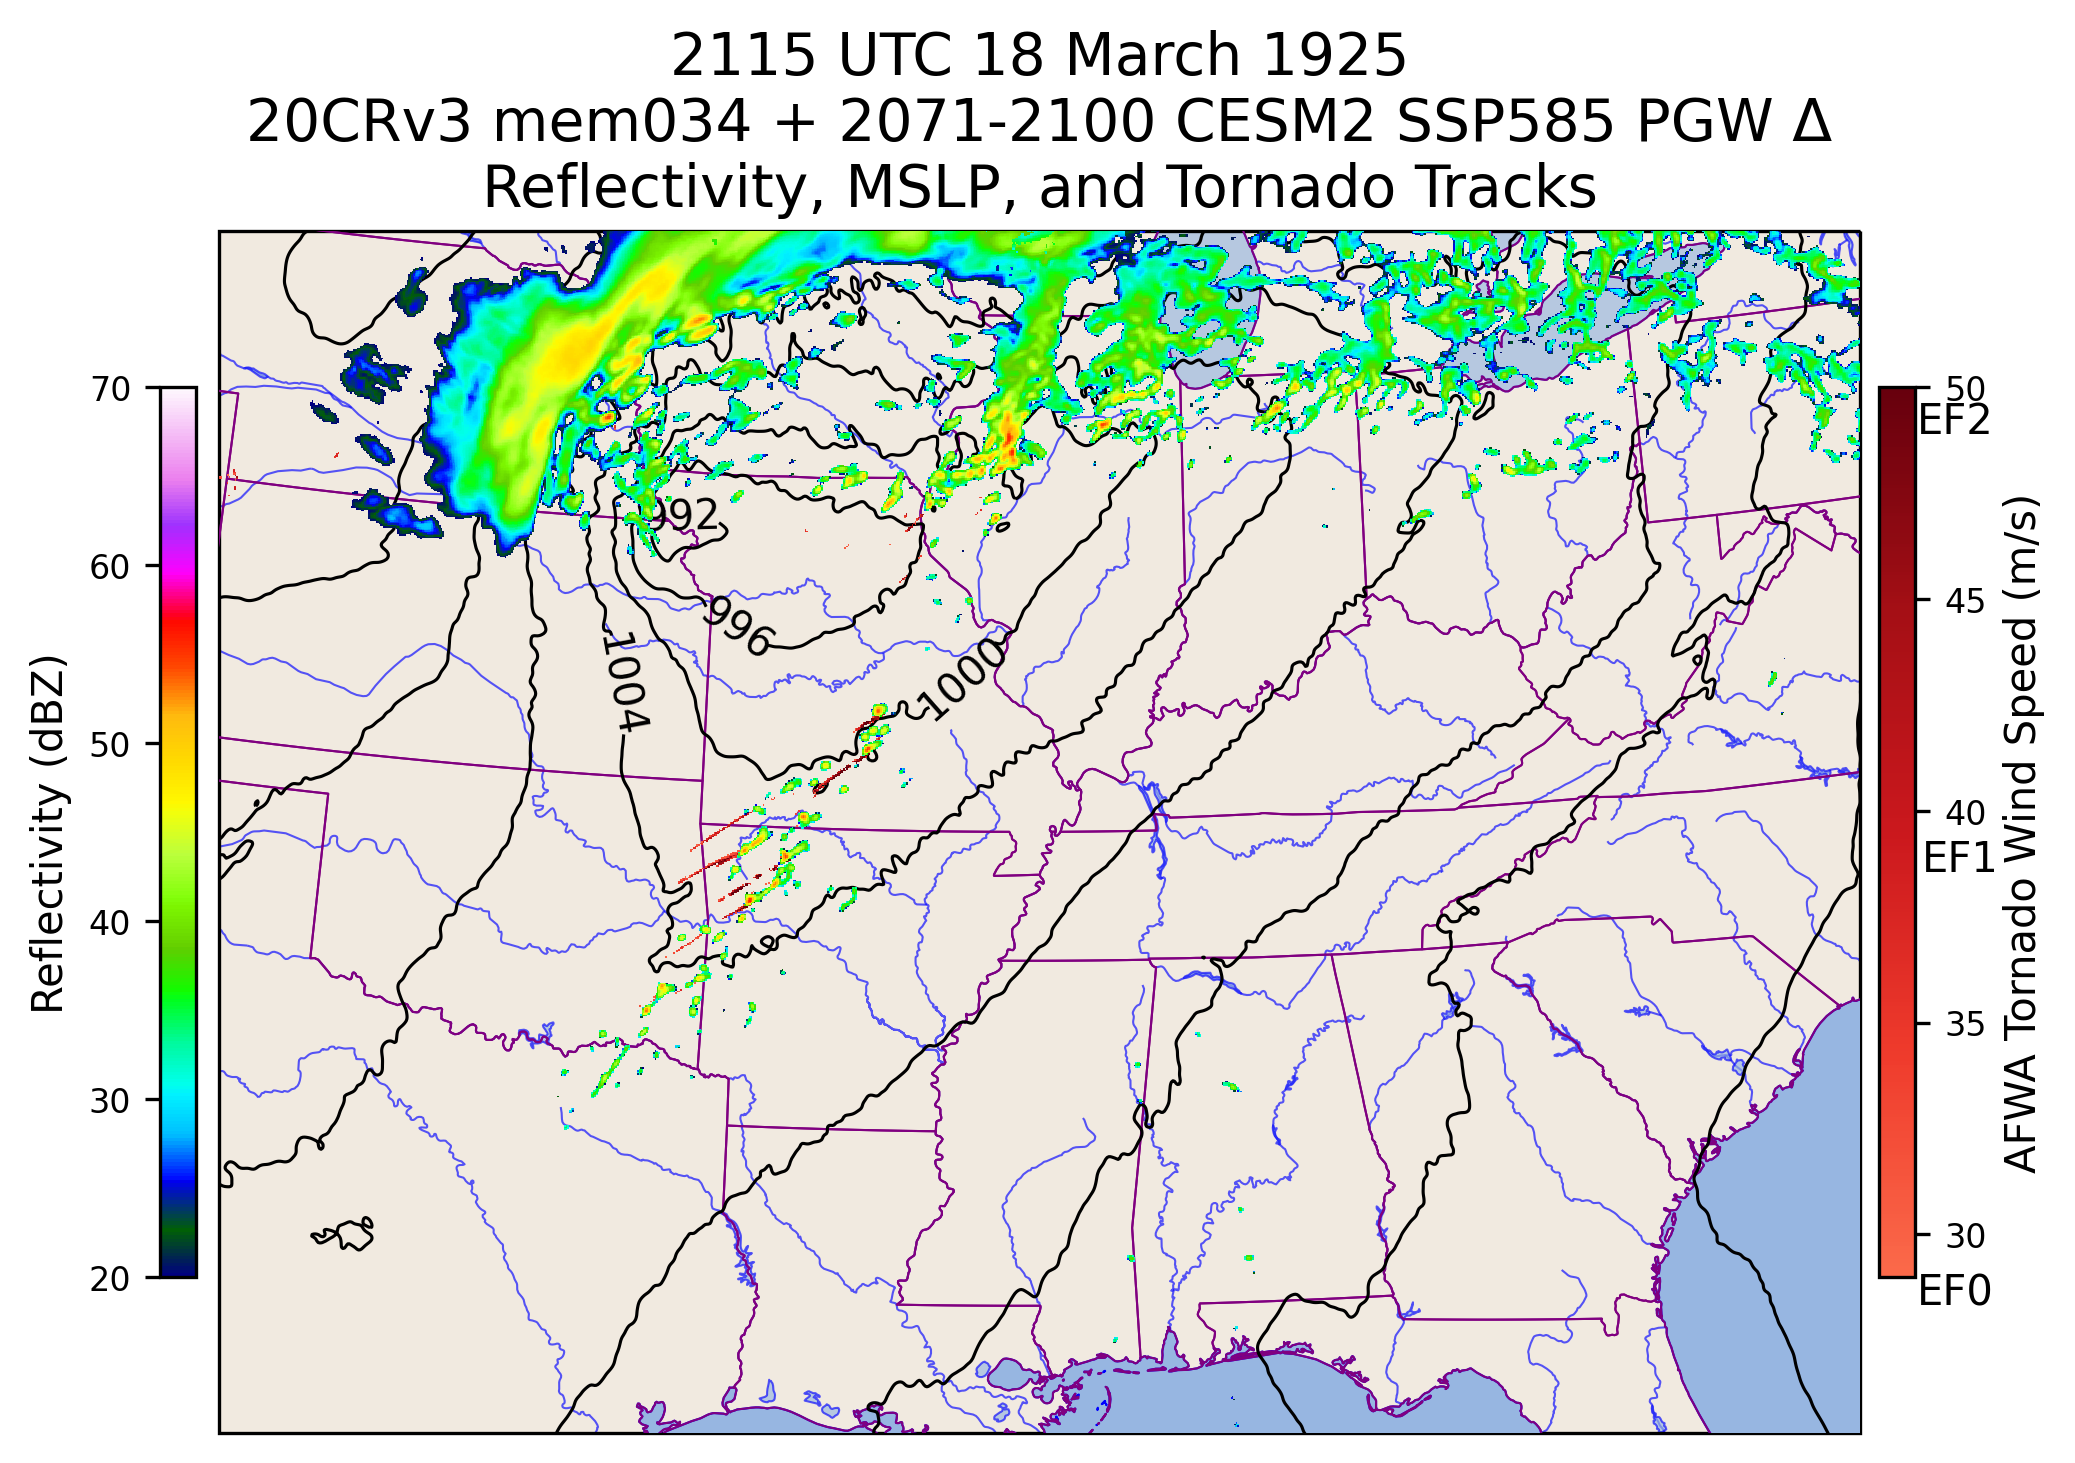 2115 UTC 18 March 1925
20CRv3 mem034 + 2071-2100 CESM2 SSP585 PGW Δ
Reflectivity, MSLP, and Tornado Tracks
70
60
50
40
30
20
Reflectivity (dBZ)
992
996
1004
1000
50
EF2
45
40
EF1
35
30
EF0
AFWA Tornado Wind Speed (m/s)